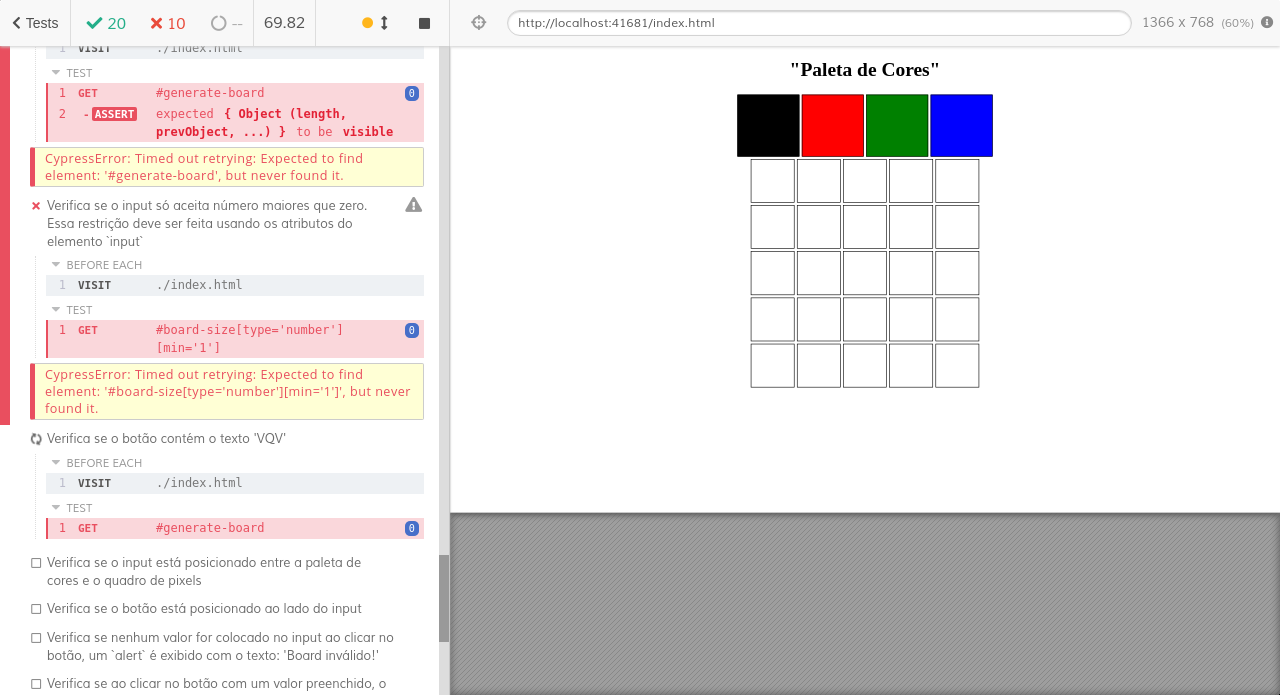 Tests 20 10 -- 69.82 http://localhost:41681/index.html 1366 x 768 (60%)
1 VISIT ./index.html
TEST
1 GET #generate-board 0
2 -ASSERT expected { Object (length,
prevObject, ...) } to be visible
CypressError: Timed out retrying: Expected to find
element: '#generate-board', but never found it.
Verifica se o input só aceita número maiores que zero.
Essa restrição deve ser feita usando os atributos do
elemento `input`
BEFORE EACH
1 VISIT ./index.html
TEST
1 GET #board-size[type='number'] 0
[min='1']
CypressError: Timed out retrying: Expected to find
element: '#board-size[type='number'][min='1']', but never
found it.
Verifica se o botão contém o texto 'VQV'
BEFORE EACH
1 VISIT ./index.html
TEST
1 GET #generate-board 0
Verifica se o input está posicionado entre a paleta de
cores e o quadro de pixels
Verifica se o botão está posicionado ao lado do input
Verifica se nenhum valor for colocado no input ao clicar no
botão, um `alert` é exibido com o texto: 'Board inválido!'
Verifica se ao clicar no botão com um valor preenchido, o
"Paleta de Cores"